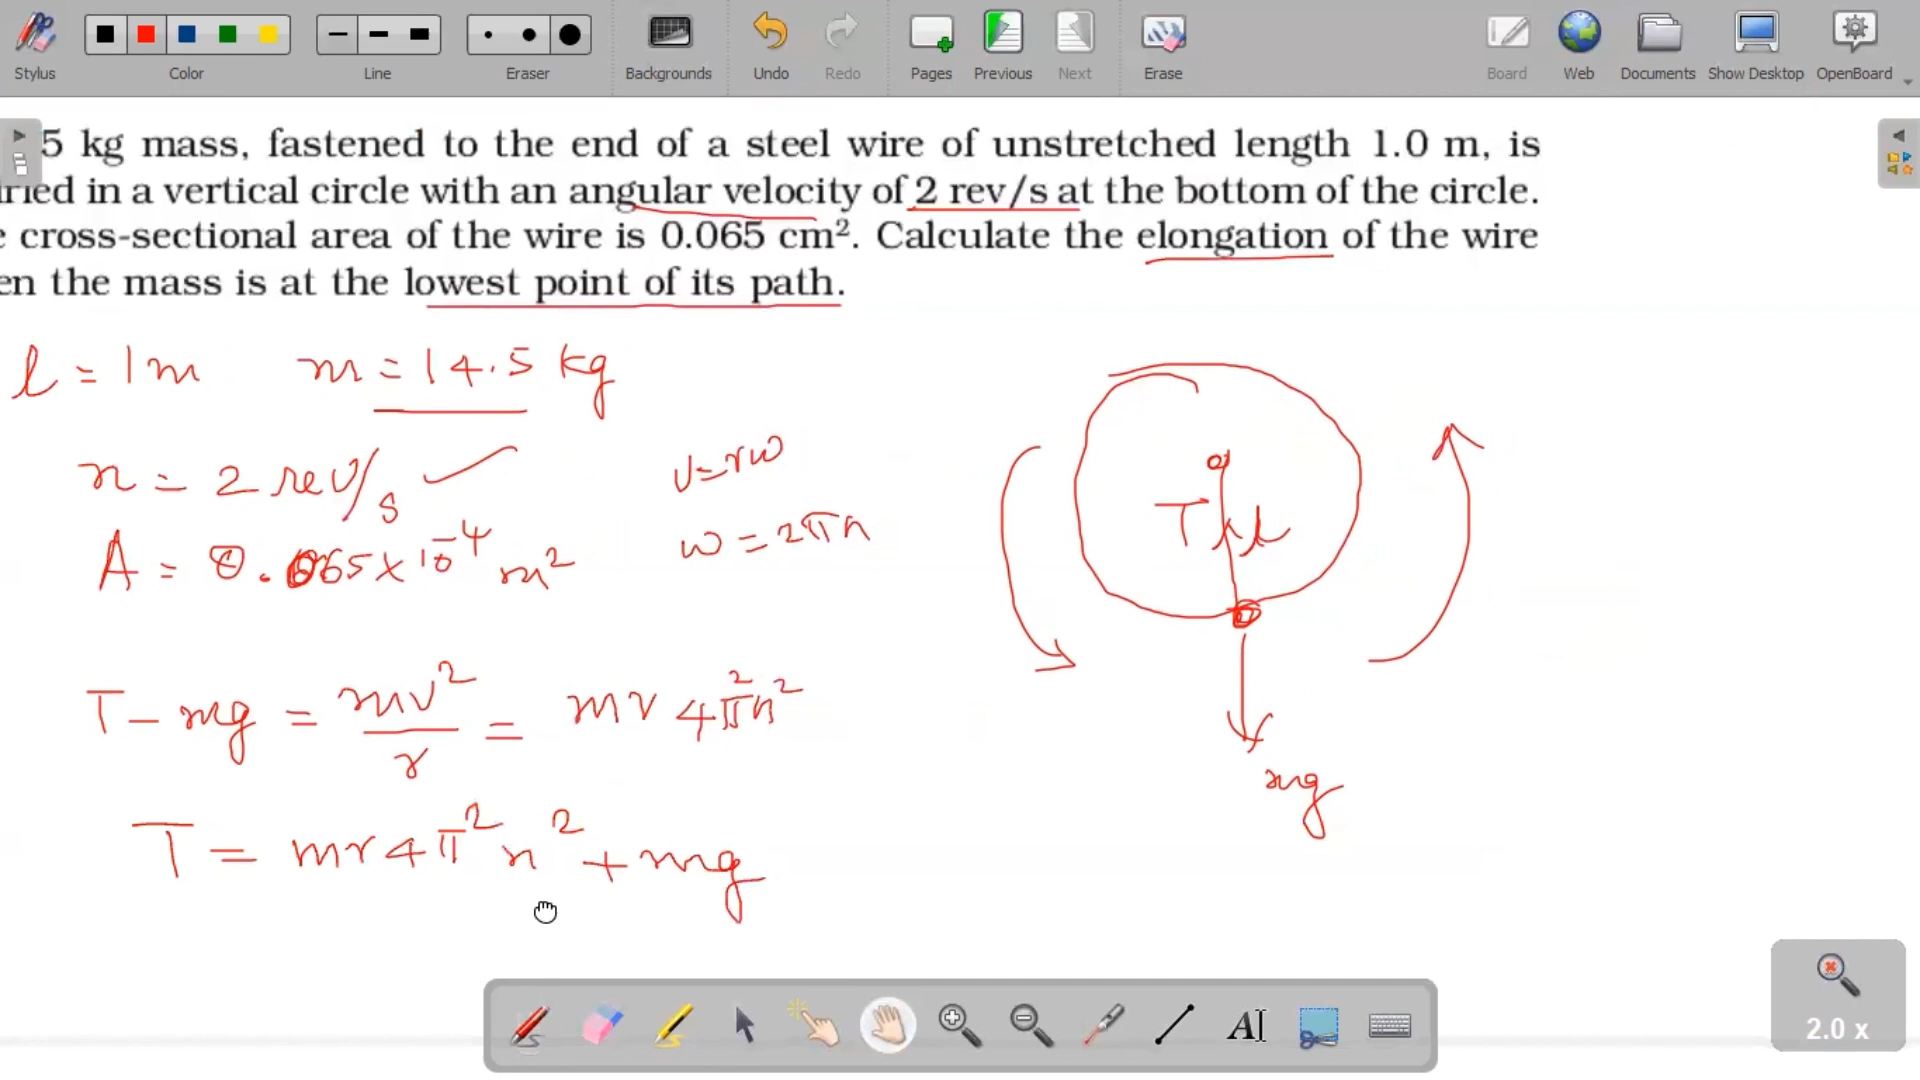 Stylus
Color
Line
Eraser
Backgrounds
Undo
Redo
Pages
Previous
Next
Erase
Board
Web
Documents
Show Desktop
OpenBoard
5 kg mass, fastened to the end of a steel wire of unstretched length 1.0 m, is
in a vertical circle with an angular velocity of 2 rev/s at the bottom of the circle.
cross-sectional area of the wire is 0.065 cm². Calculate the elongation of the wire
the mass is at the lowest point of its path.
l = 1m m = 14.5 kg
n = 2 rev/s
v=rω
A = 0.065×10⁻⁴ m²
ω = 2πn
T l
T - mg = mv²/r = mr 4π²n²
mg
T = mr4π²n² + mg
AI
2.0 x